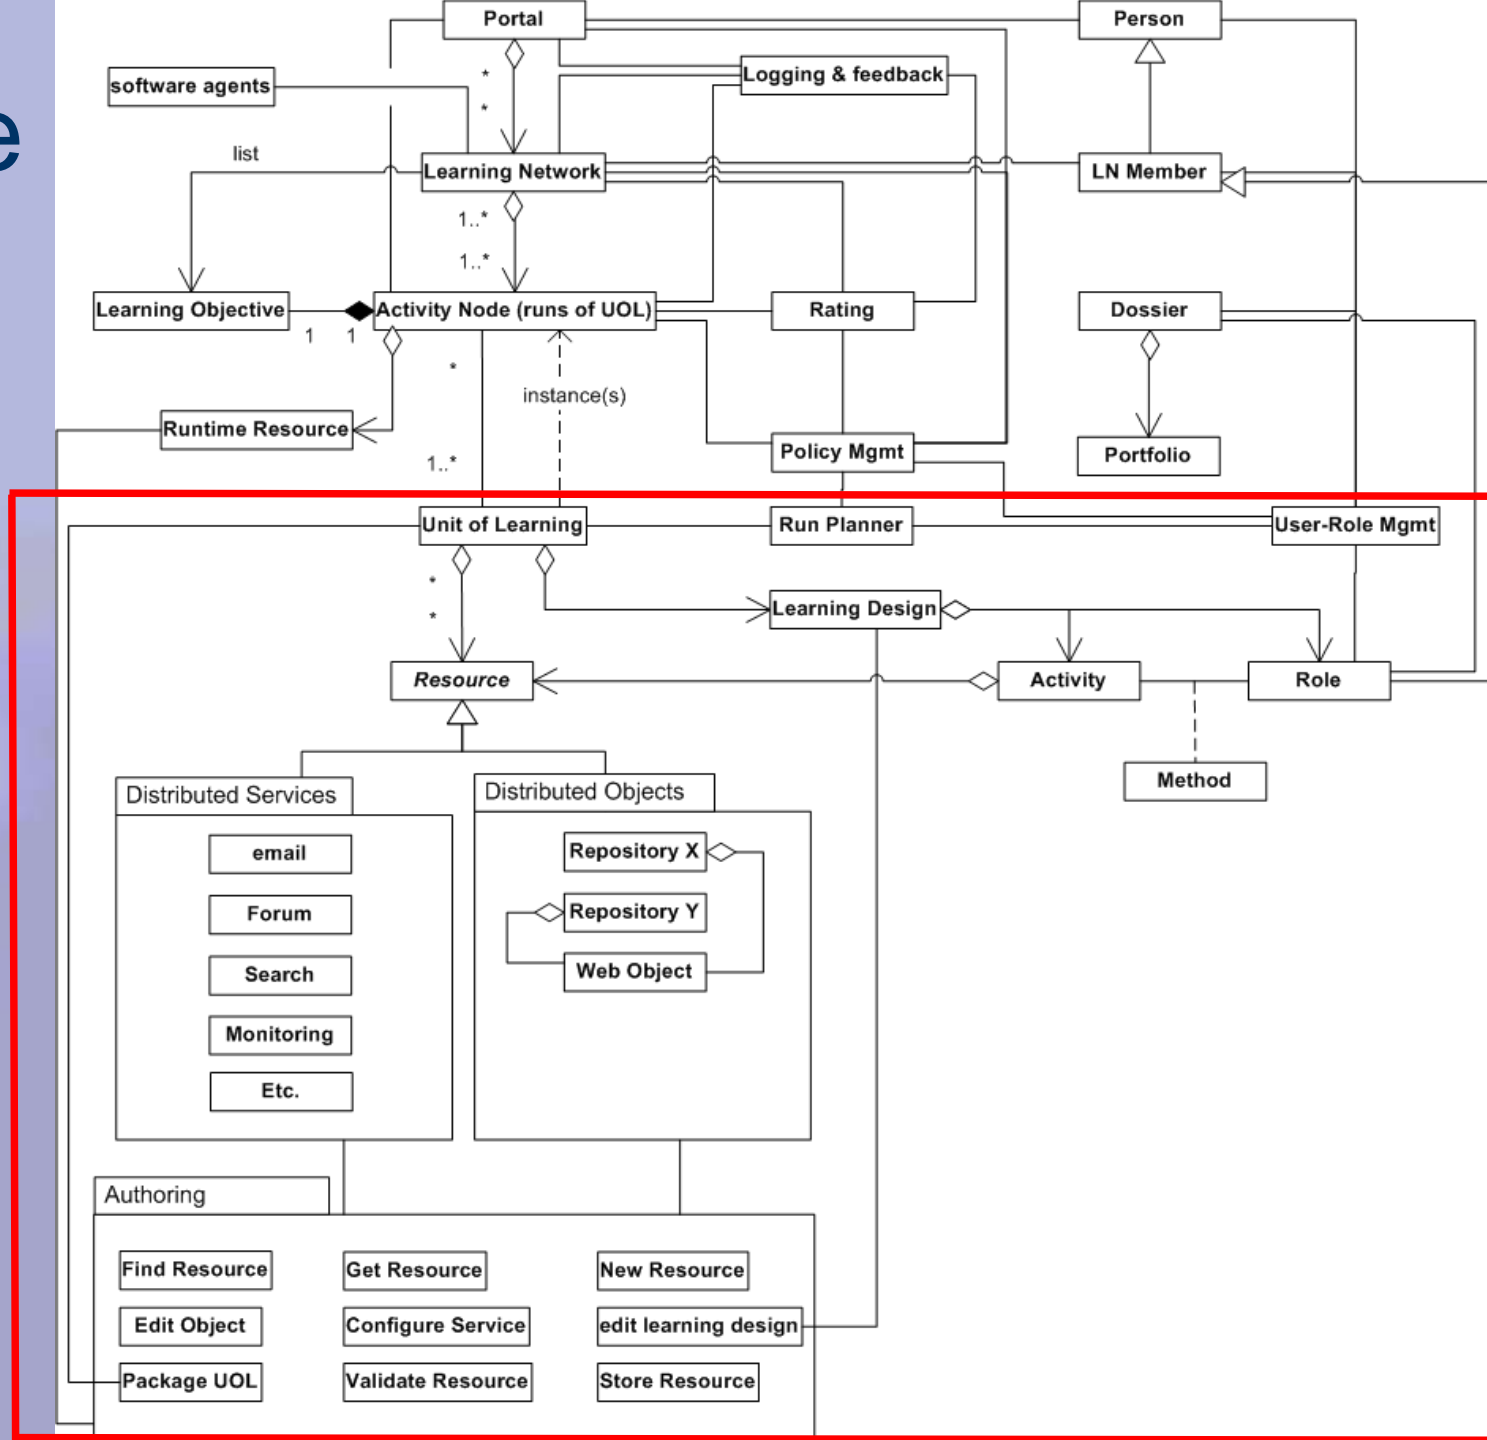 e
Portal
Person
software agents
*
*
Logging & feedback
list
Learning Network
LN Member
1..*
1..*
Learning Objective
1
1
Activity Node (runs of UOL)
Rating
Dossier
*
instance(s)
Runtime Resource
1..*
Policy Mgmt
Portfolio
Unit of Learning
Run Planner
User-Role Mgmt
*
*
Learning Design
Resource
Activity
Role
Method
Distributed Services
email
Forum
Search
Monitoring
Etc.
Distributed Objects
Repository X
Repository Y
Web Object
Authoring
Find Resource
Get Resource
New Resource
Edit Object
Configure Service
edit learning design
Package UOL
Validate Resource
Store Resource